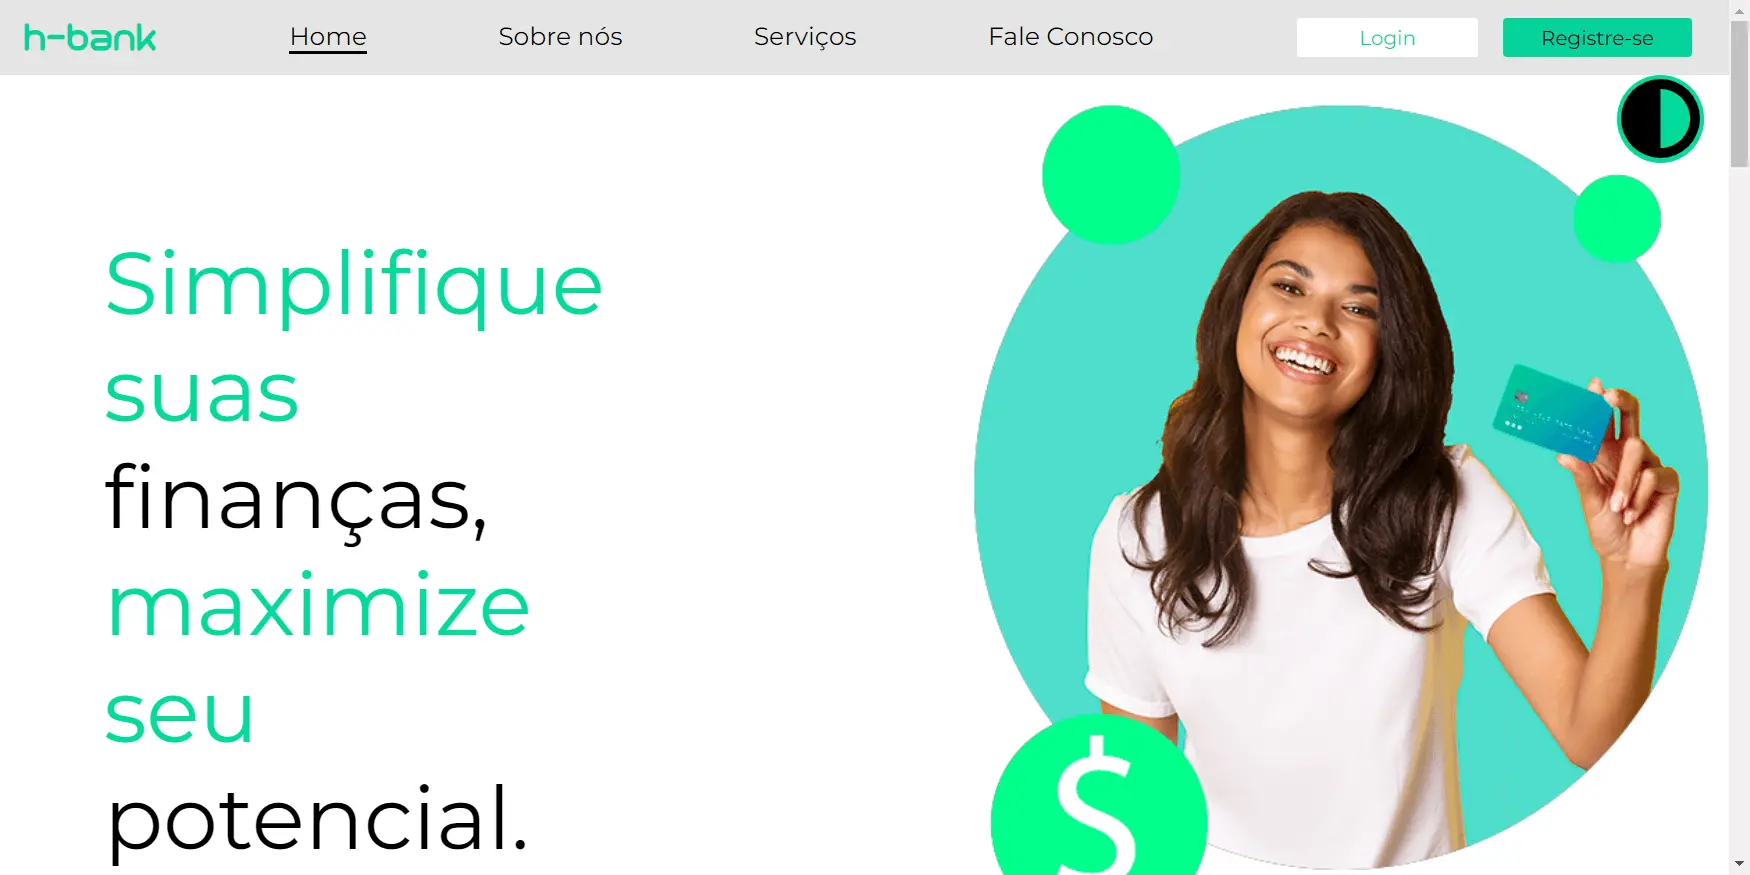 h-bank
Home
Sobre nós
Serviços
Fale Conosco
Login
Registre-se
Simplifique
suas
finanças,
maximize
seu
potencial.
$